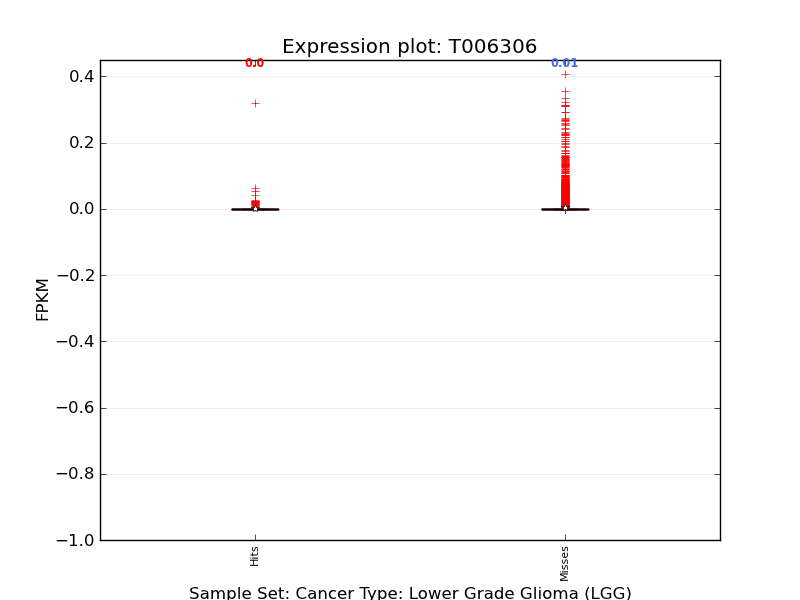 Expression plot: T006306
0.0
0.01
0.4
0.2
0.0
−0.2
−0.4
−0.6
−0.8
−1.0
FPKM
Hits
Misses
Sample Set: Cancer Type: Lower Grade Glioma (LGG)